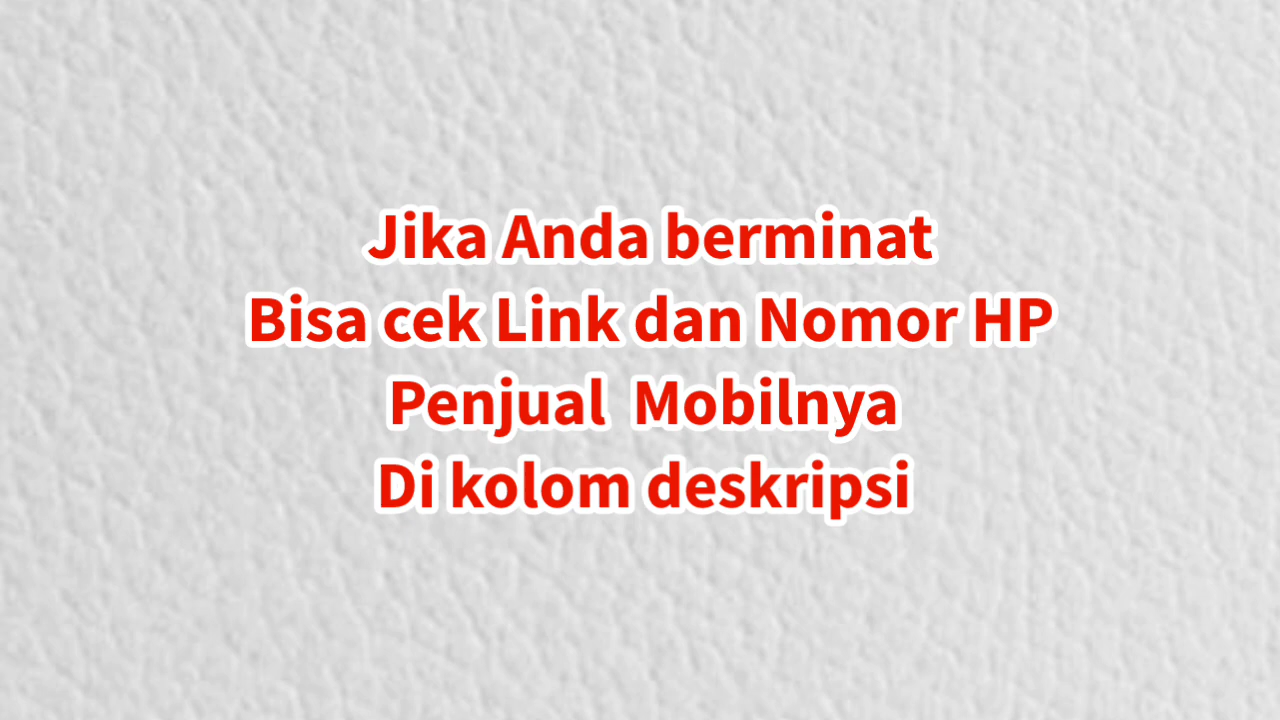 Jika Anda berminat
Bisa cek Link dan Nomor HP
Penjual  Mobilnya
Di kolom deskripsi